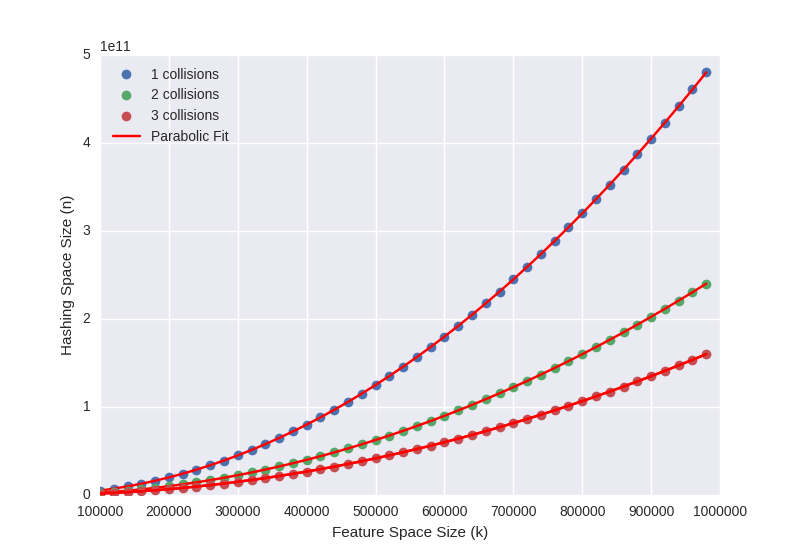 1e11
5
4
3
2
1
0
1 collisions
2 collisions
3 collisions
Parabolic Fit
Hashing Space Size (n)
100000 200000 300000 400000 500000 600000 700000 800000 900000 1000000
Feature Space Size (k)